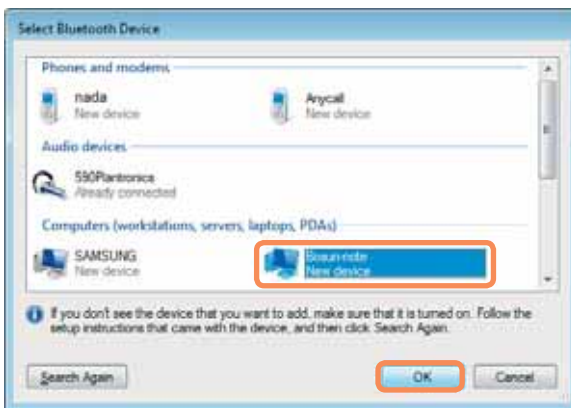 Select Bluetooth Device
Phones and modems
nada
New device
Anycall
New device
Audio devices
590Plantronics
Already connected
Computers (workstations, servers, laptops, PDAs)
SAMSUNG
New device
New device
If you don't see the device that you want to add, make sure that it is turned on. Follow the
setup instructions that came with the device, and then click Search Again.
Search Again
OK
Cancel